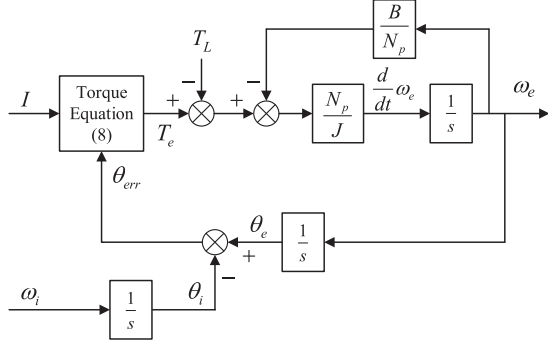 B
N_p
T_L
−
−
I
Torque
Equation
(8)
+
T_e
+
N_p
J
d
dt
ω_e
1
s
ω_e
θ_err
θ_e
+
1
s
−
ω_i
1
s
θ_i